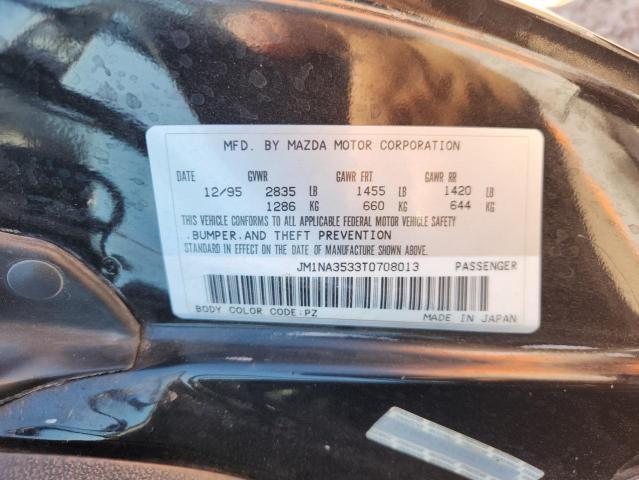 MFD. BY MAZDA MOTOR CORPORATION
DATE GVWR GAWR FRT GAWR RR
12/95 2835 LB 1455 LB 1420 LB
1286 KG 660 KG 644 KG
THIS VEHICLE CONFORMS TO ALL APPLICABLE FEDERAL MOTOR VEHICLE SAFETY
.BUMPER.AND THEFT PREVENTION
STANDARD IN EFFECT ON THE DATE OF MANUFACTURE SHOWN ABOVE.
JM1NA3533T0708013 PASSENGER
BODY COLOR CODE:PZ MADE IN JAPAN